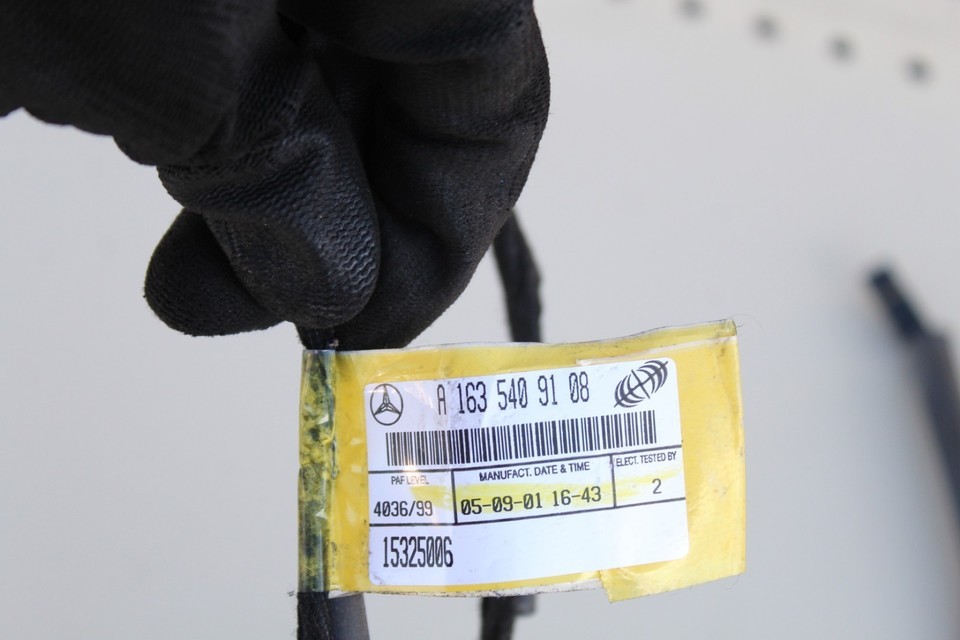 A 163 540 91 08
PAF LEVEL
MANUFACT. DATE & TIME
ELECT. TESTED BY
4036/99
05-09-01 16-43
2
15325006